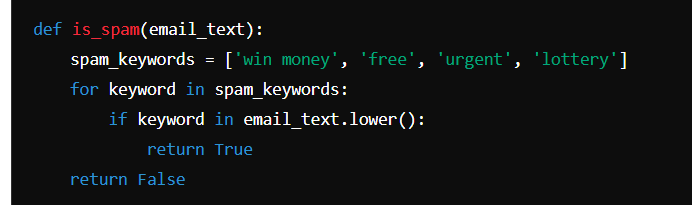 def is_spam(email_text):
    spam_keywords = ['win money', 'free', 'urgent', 'lottery']
    for keyword in spam_keywords:
        if keyword in email_text.lower():
            return True
    return False